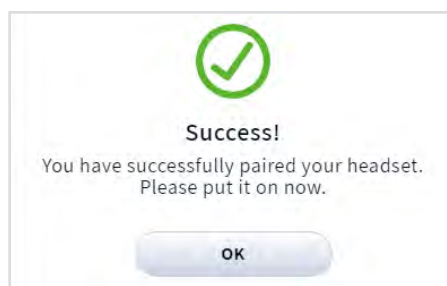 Success!
You have successfully paired your headset.
Please put it on now.
OK